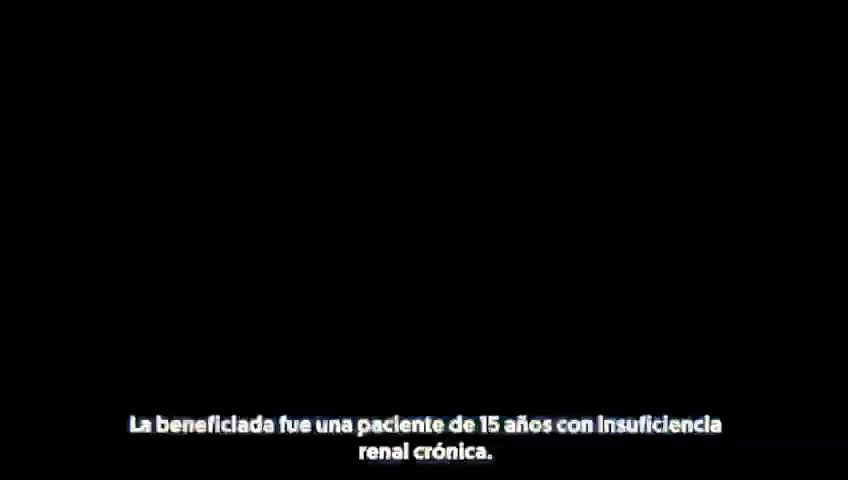 La beneficiada fue una paciente de 15 años con insuficiencia
renal crónica.